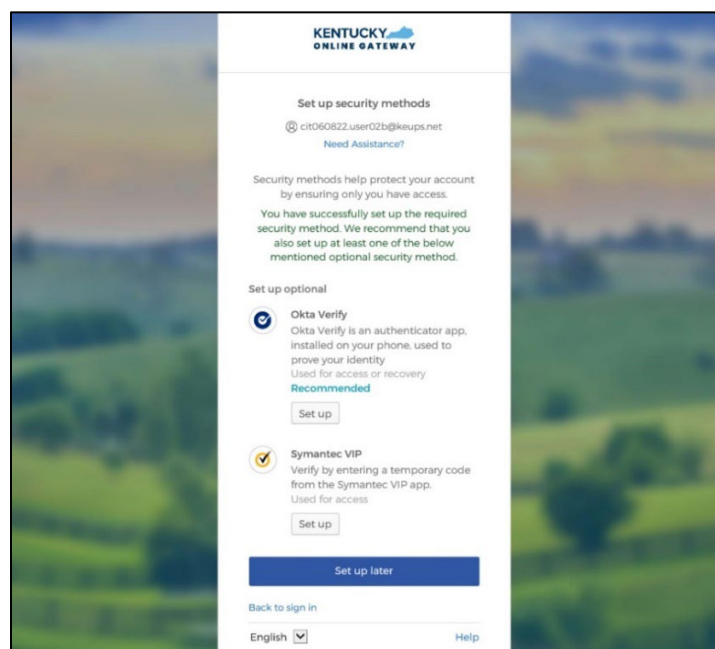 KENTUCKY
ONLINE GATEWAY
Set up security methods
cit060822.user02b@keups.net
Need Assistance?
Security methods help protect your account
by ensuring only you have access.
You have successfully set up the required
security method. We recommend that you
also set up at least one of the below
mentioned optional security method.
Set up optional
Okta Verify
Okta Verify is an authenticator app,
installed on your phone, used to
prove your identity
Used for access or recovery
Recommended
Set up
Symantec VIP
Verify by entering a temporary code
from the Symantec VIP app.
Used for access
Set up
Set up later
Back to sign in
English
Help